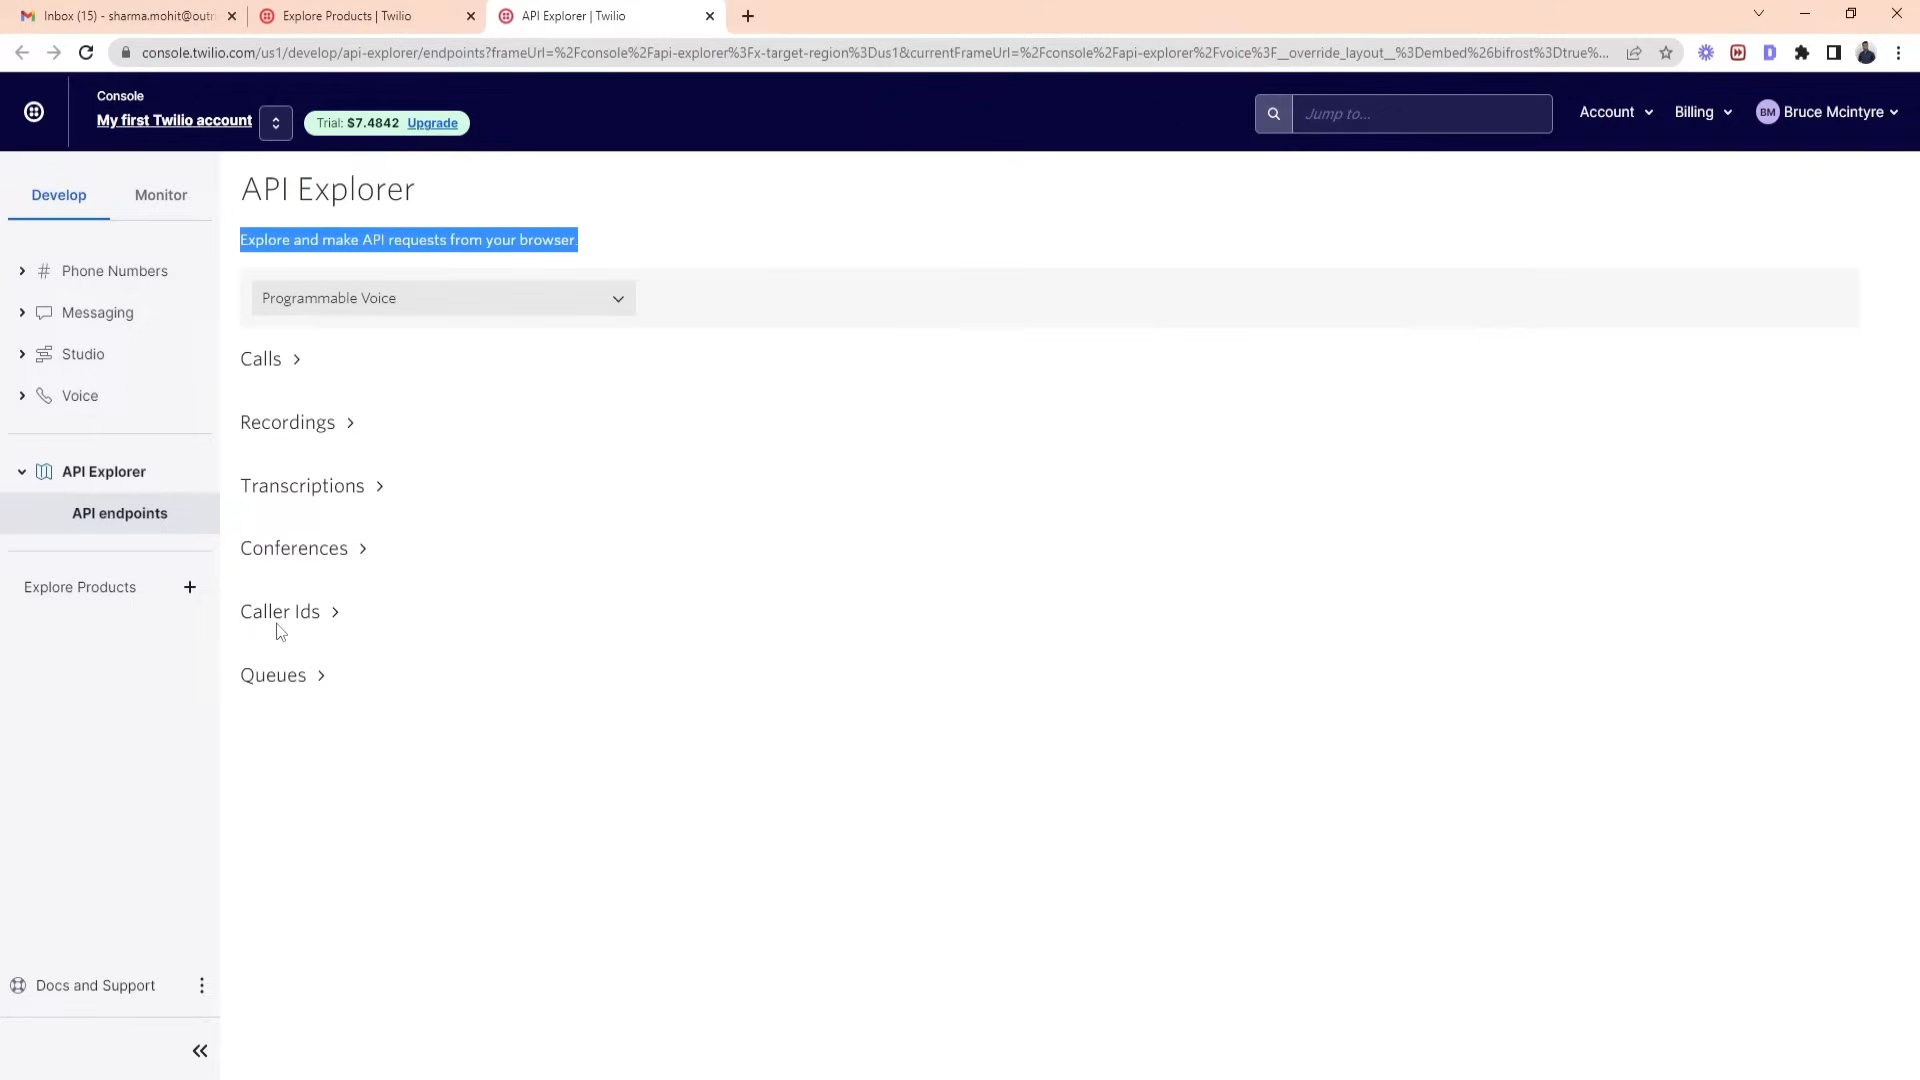 Inbox (15) - sharma.mohit@outr
Explore Products | Twilio
API Explorer | Twilio
console.twilio.com/us1/develop/api-explorer/endpoints?frameUrl=%2Fconsole%2Fapi-explorer%3Fx-target-region%3Dus1&currentFrameUrl=%2Fconsole%2Fapi-explorer%2Fvoice%3F__override_layout__%3Dembed%26bifrost%3Dtrue%...
Console
My first Twilio account
Trial: $7.4842 Upgrade
Jump to...
Account
Billing
BM Bruce Mcintyre
Develop
Monitor
Phone Numbers
Messaging
Studio
Voice
API Explorer
API endpoints
Explore Products
Docs and Support
API Explorer
Explore and make API requests from your browser.
Programmable Voice
Calls
Recordings
Transcriptions
Conferences
Caller Ids
Queues